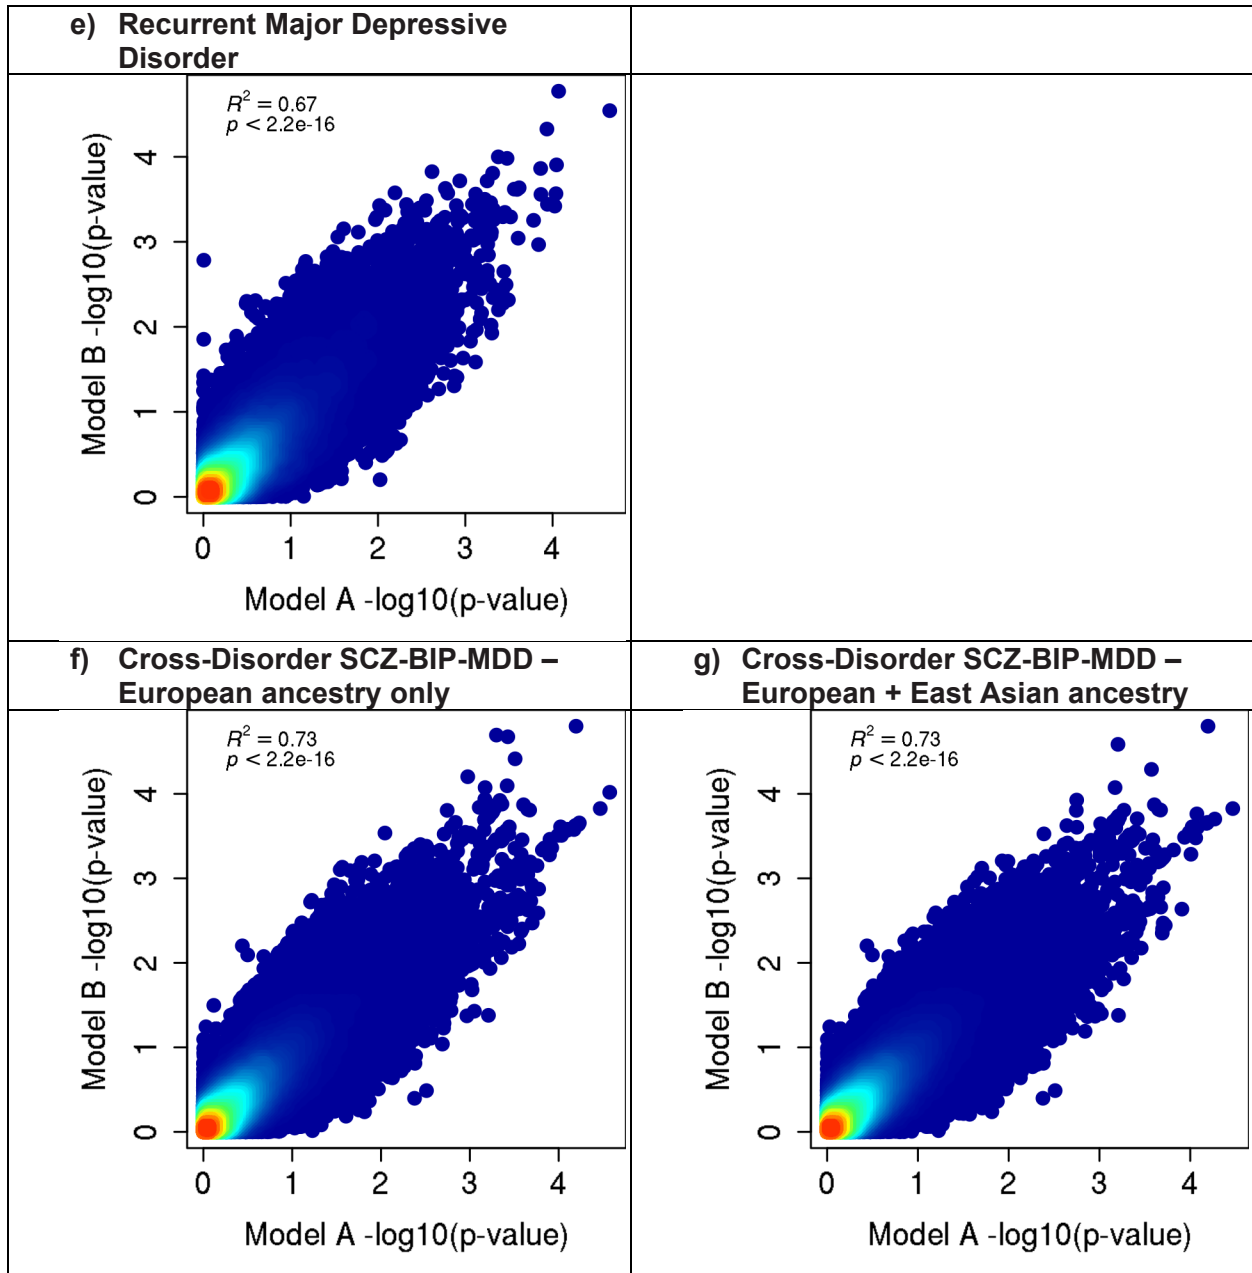 e) Recurrent Major Depressive
Disorder
R² = 0.67
p < 2.2e-16
Model B -log10(p-value)
4
3
2
1
0
0 1 2 3 4
Model A -log10(p-value)
f) Cross-Disorder SCZ-BIP-MDD –
European ancestry only
R² = 0.73
p < 2.2e-16
Model B -log10(p-value)
4
3
2
1
0
0 1 2 3 4
Model A -log10(p-value)
g) Cross-Disorder SCZ-BIP-MDD –
European + East Asian ancestry
R² = 0.73
p < 2.2e-16
Model B -log10(p-value)
4
3
2
1
0
0 1 2 3 4
Model A -log10(p-value)